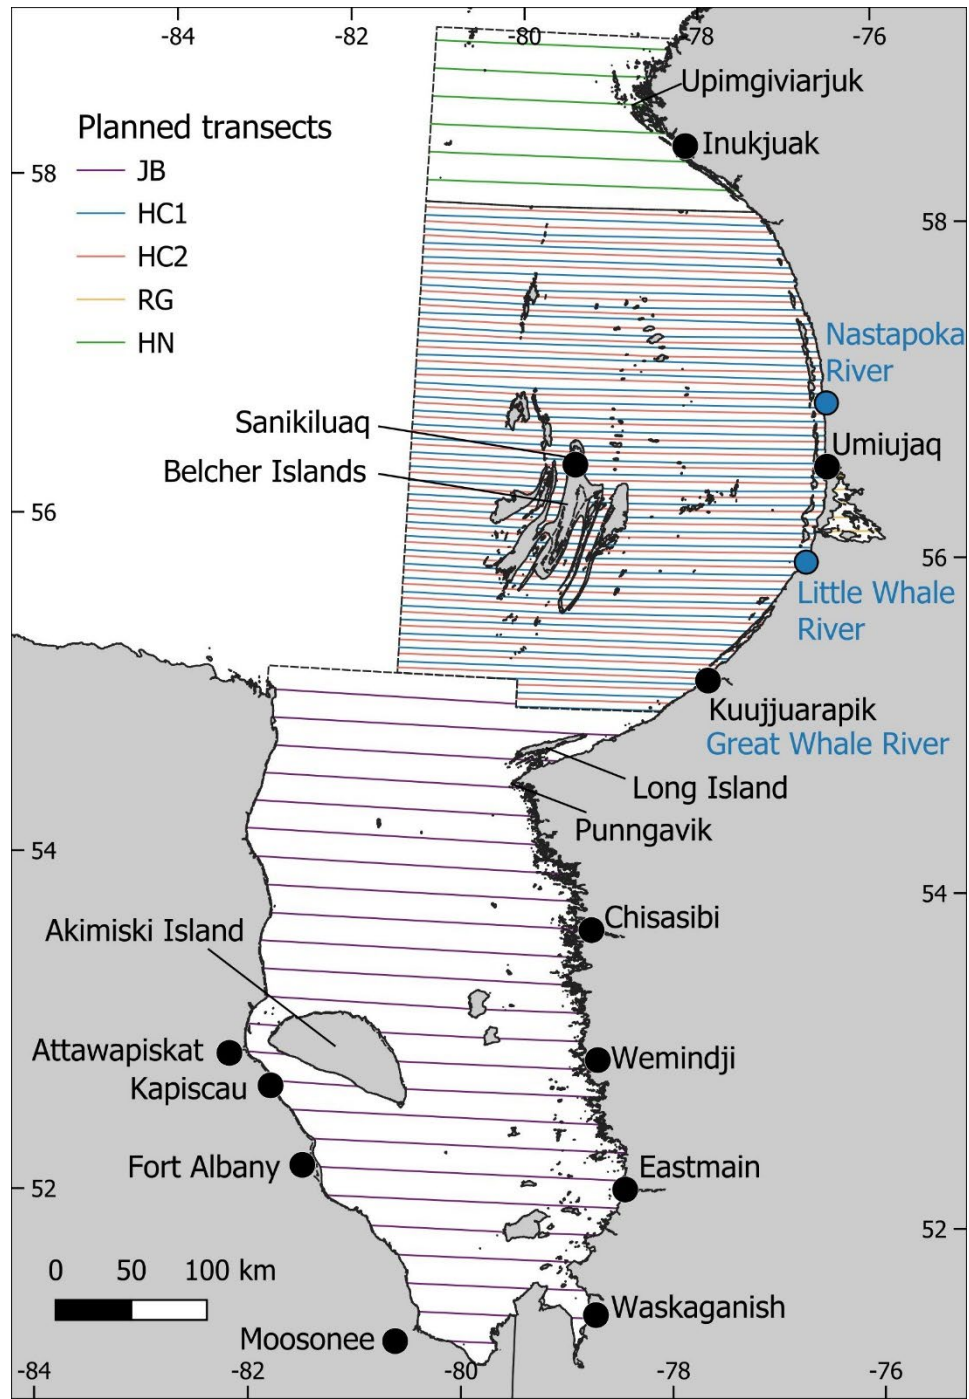 -84 -82 -80 -78 -76
Upimgiviarjuk
Planned transects
Inukjuak
58
JB
HC1
58
HC2
RG
HN
Nastapoka
River
Sanikiluaq
Umiujaq
Belcher Islands
56
56
Little Whale
River
Kuujjuarapik
Great Whale River
Long Island
Punngavik
54
54
Chisasibi
Akimiski Island
Attawapiskat
Wemindji
Kapiscau
Fort Albany
Eastmain
52
52
0 50 100 km
Waskaganish
Moosonee
-84 -82 -80 -78 -76